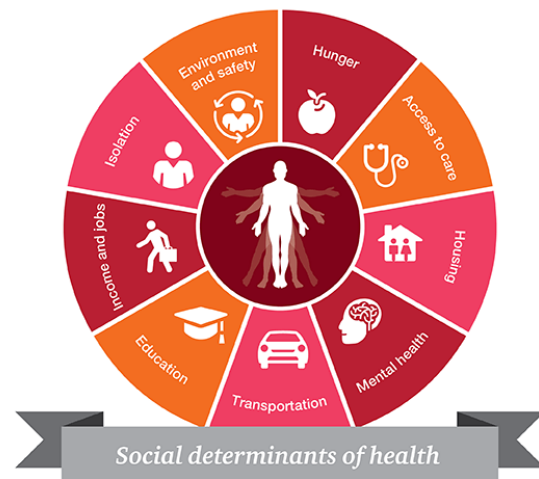 Environment
and safety
Hunger
Access to care
Housing
Mental health
Transportation
Education
Income and jobs
Isolation
Social determinants of health